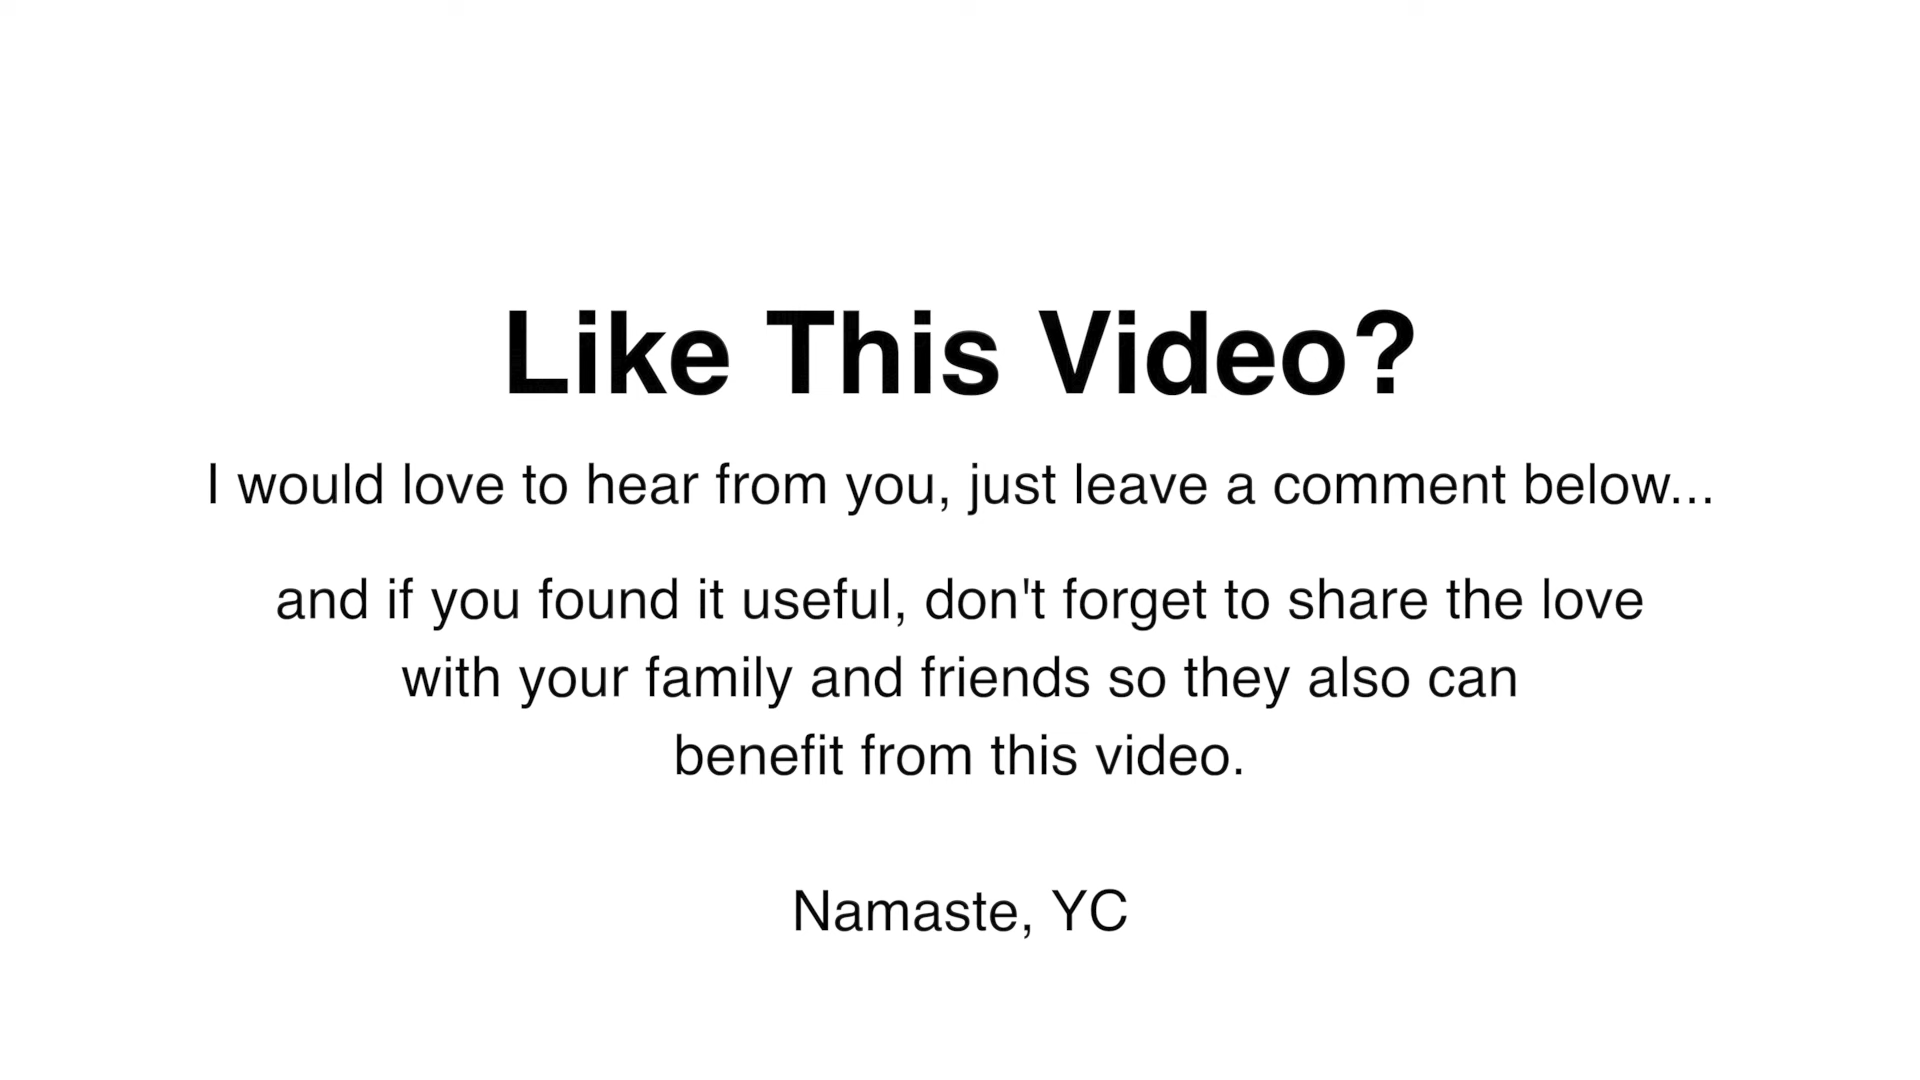 Like This Video?
I would love to hear from you, just leave a comment below...
and if you found it useful, don't forget to share the love
with your family and friends so they also can
benefit from this video.
Namaste, YC